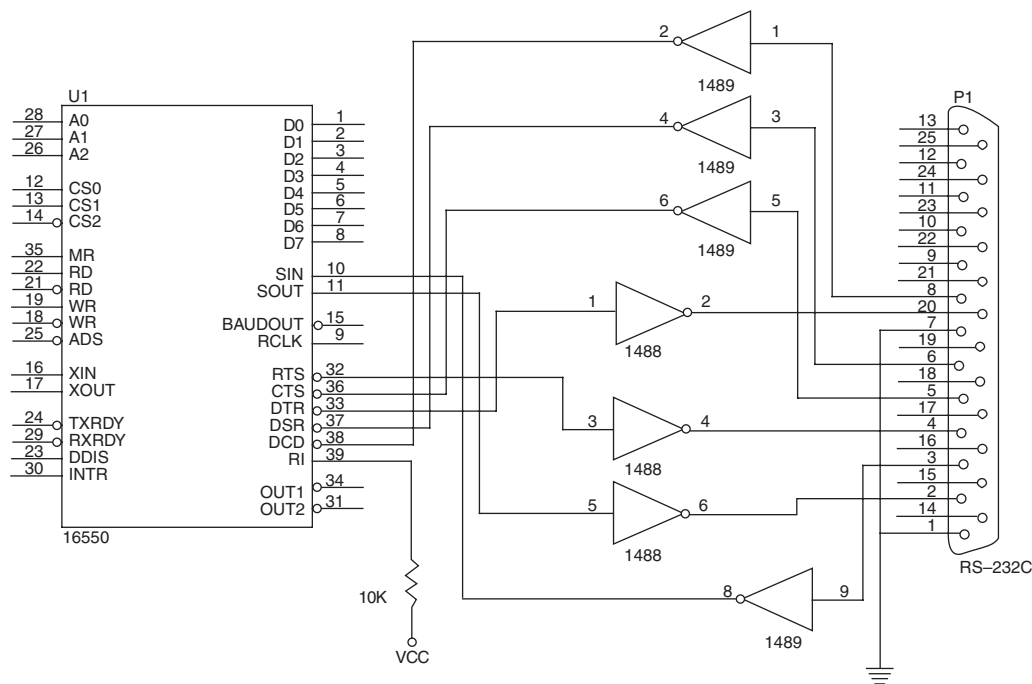 U1
28 A0
27 A1
26 A2
12 CS0
13 CS1
14 CS2
35 MR
22 RD
21 RD
19 WR
18 WR
25 ADS
16 XIN
17 XOUT
24 TXRDY
29 RXRDY
23 DDIS
30 INTR
D0 1
D1 2
D2 3
D3 4
D4 5
D5 6
D6 7
D7 8
SIN 10
SOUT 11
BAUDOUT 15
RCLK 9
RTS 32
CTS 36
DTR 33
DSR 37
DCD 38
RI 39
OUT1 34
OUT2 31
16550
10K
VCC
2 1
1489
4 3
1489
6 5
1489
1 2
1488
3 4
1488
5 6
1488
8 9
1489
P1
13
25
12
24
11
23
10
22
9
21
8
20
7
19
6
18
5
17
4
16
3
15
2
14
1
RS–232C